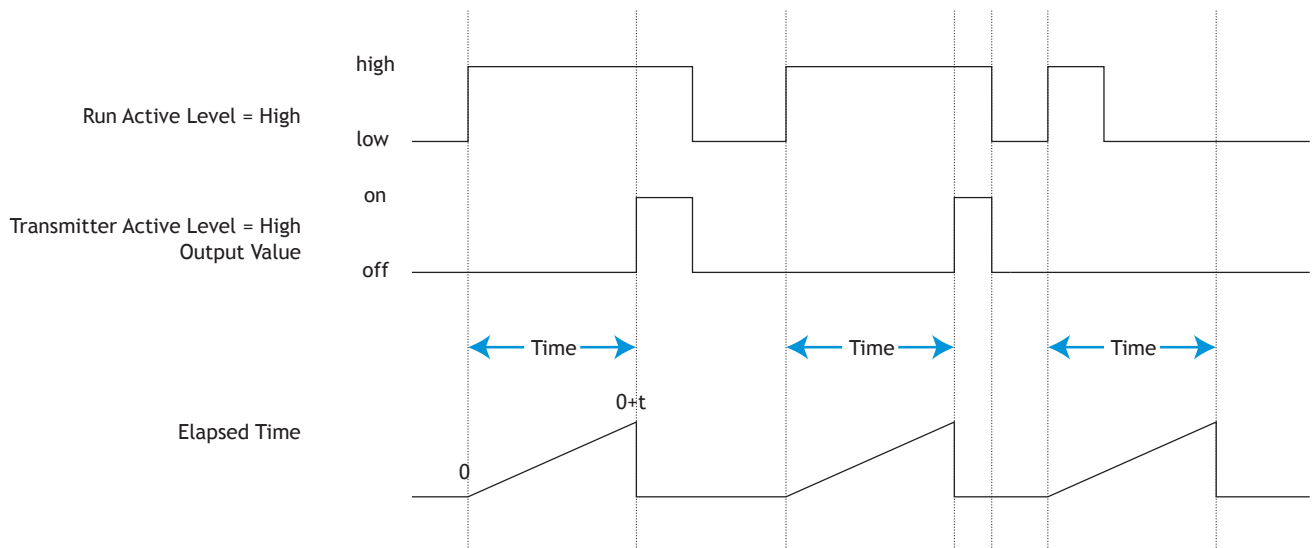 high
Run Active Level = High
low
on
Transmitter Active Level = High
Output Value
off
Time
Time
Time
0+t
Elapsed Time
0